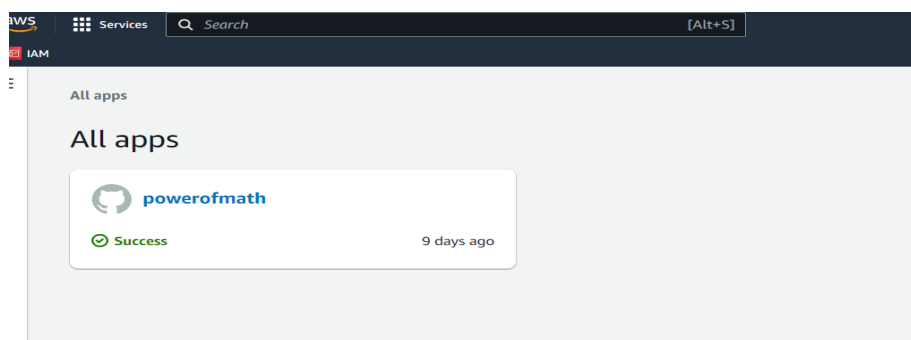 aws Services Search [Alt+S]
IAM
All apps
All apps
powerofmath
Success 9 days ago